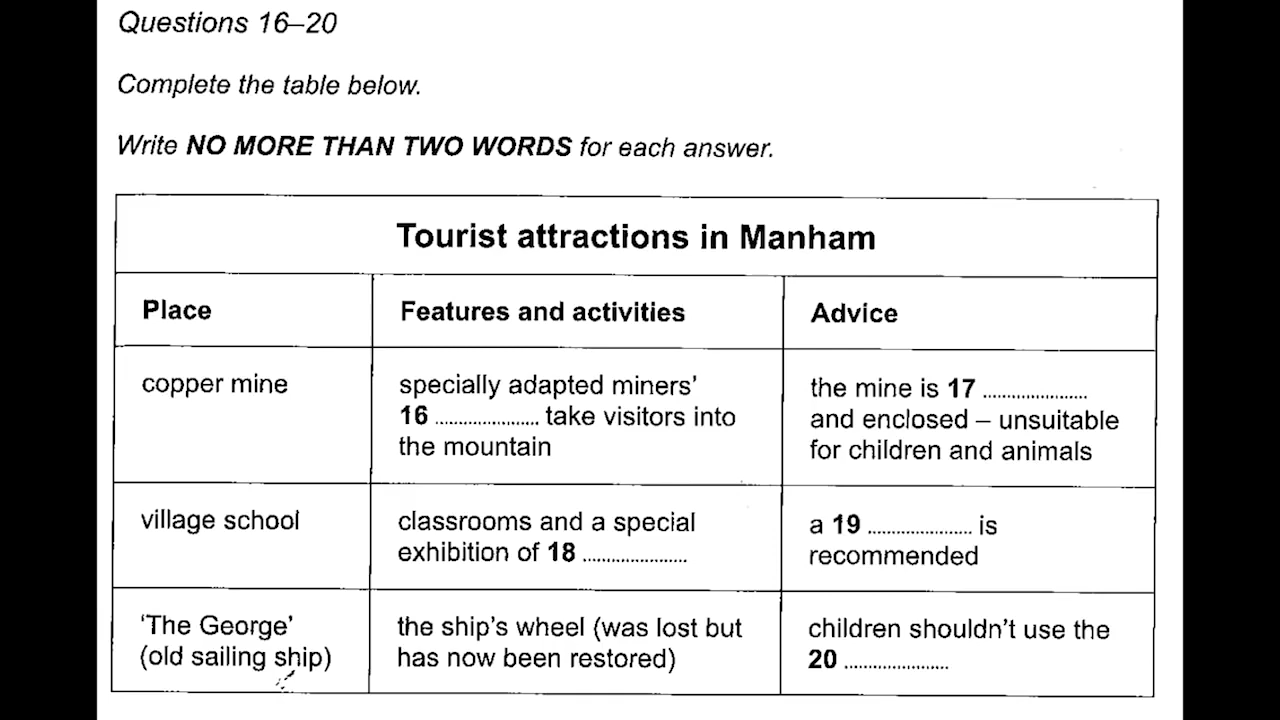 Questions 16–20
Complete the table below.
Write NO MORE THAN TWO WORDS for each answer.
Tourist attractions in Manham
Place
Features and activities
Advice
copper mine
specially adapted miners’
16 ...................... take visitors into
the mountain
the mine is 17 ......................
and enclosed – unsuitable
for children and animals
village school
classrooms and a special
exhibition of 18 ......................
a 19 ...................... is
recommended
‘The George’
(old sailing ship)
the ship’s wheel (was lost but
has now been restored)
children shouldn’t use the
20 ......................